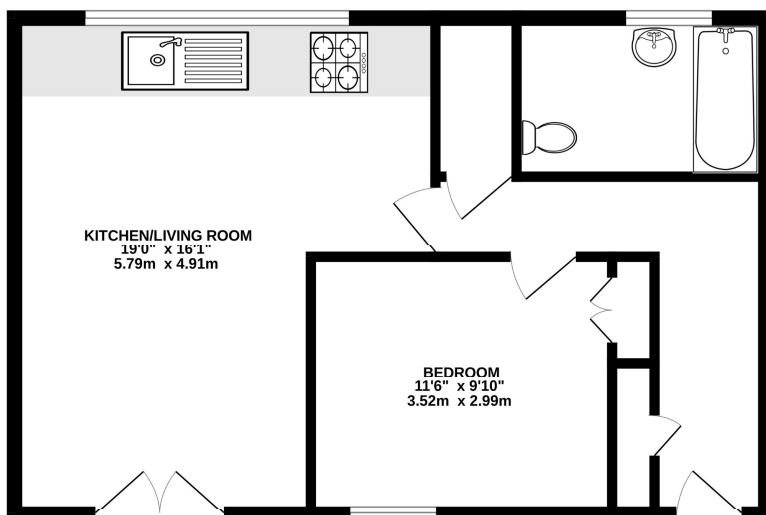 KITCHEN/LIVING ROOM
19'0" x 16'1"
5.79m x 4.91m
BEDROOM
11'6" x 9'10"
3.52m x 2.99m